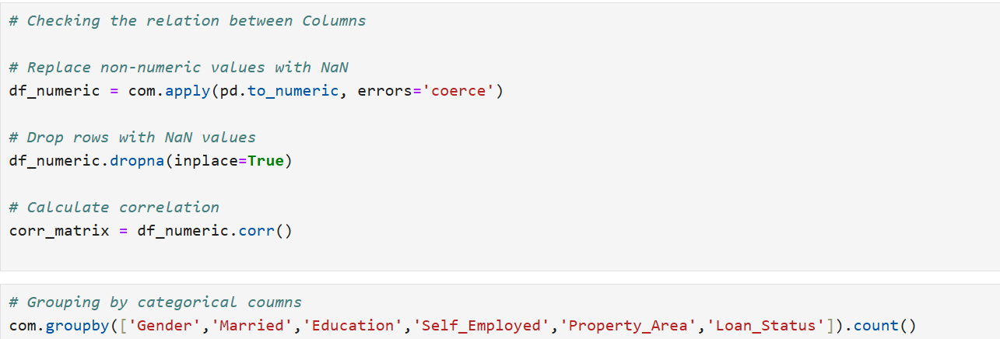 # Checking the relation between Columns
# Replace non-numeric values with NaN
df_numeric = com.apply(pd.to_numeric, errors='coerce')
# Drop rows with NaN values
df_numeric.dropna(inplace=True)
# Calculate correlation
corr_matrix = df_numeric.corr()
# Grouping by categorical coumns
com.groupby(['Gender','Married','Education','Self_Employed','Property_Area','Loan_Status']).count()